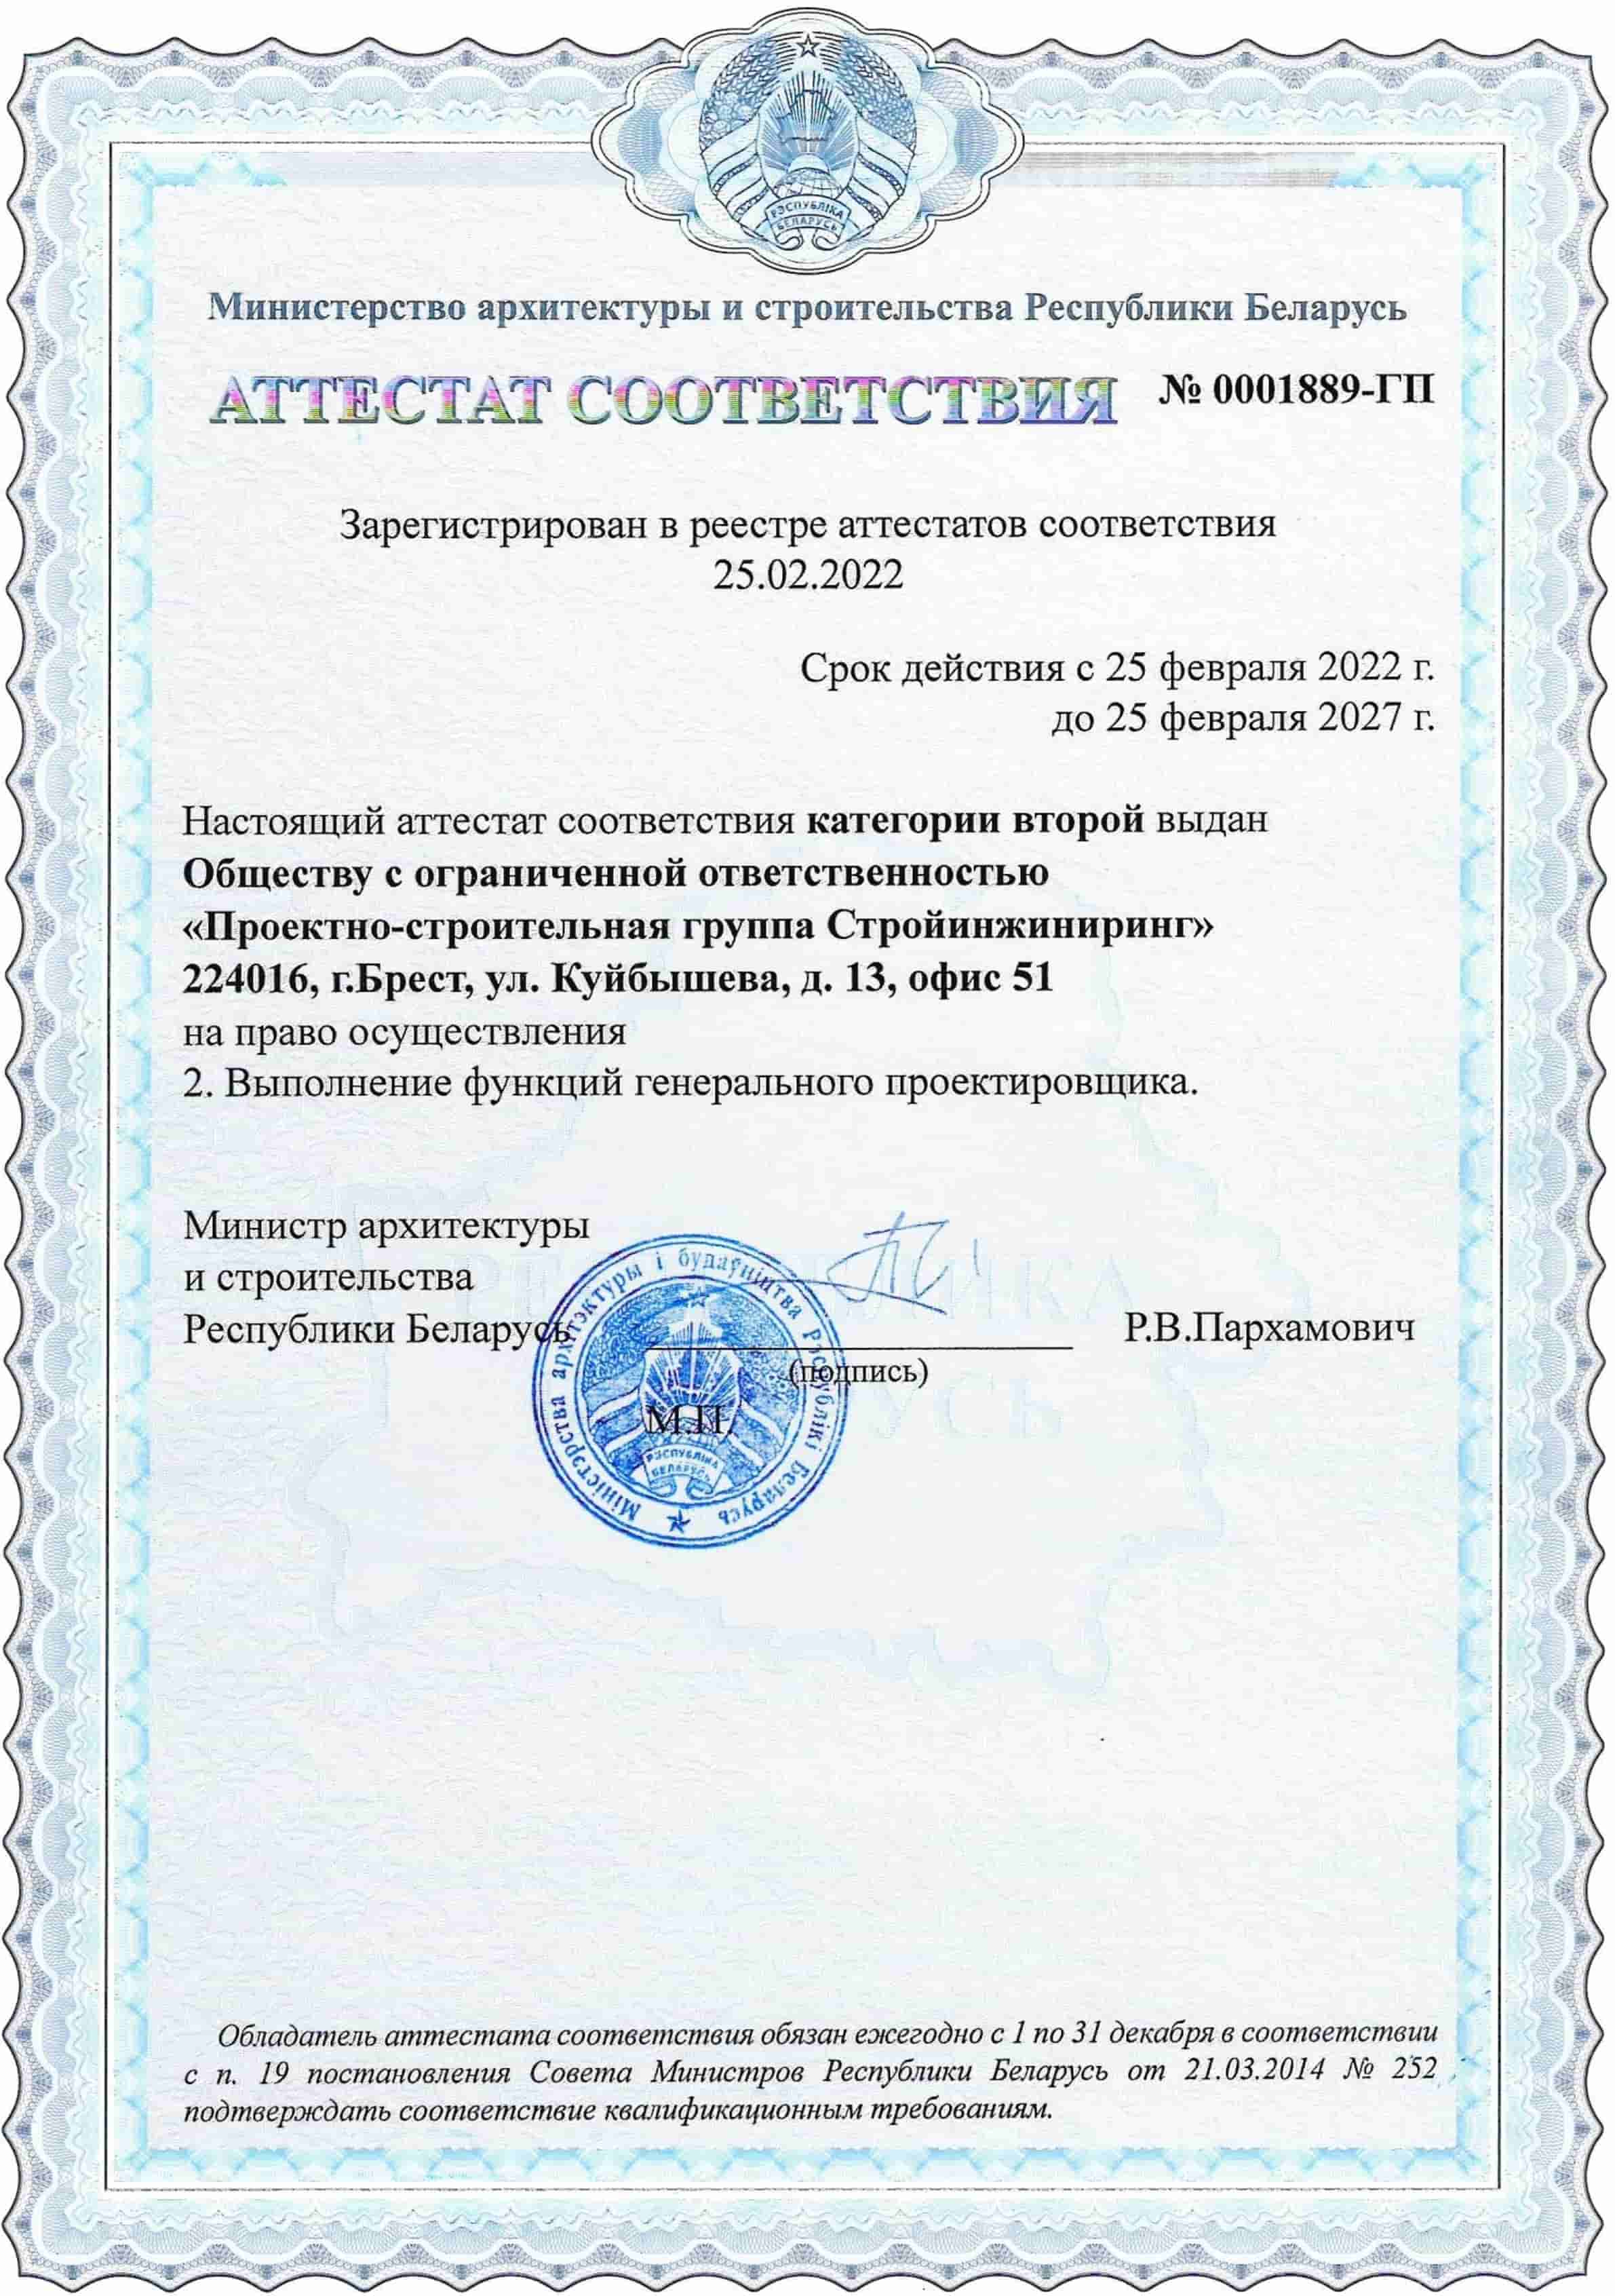 РЭСПУБЛІКА
БЕЛАРУСЬ
Министерство архитектуры и строительства Республики Беларусь
АТТЕСТАТ СООТВЕТСТВИЯ № 0001889-ГП
Зарегистрирован в реестре аттестатов соответствия
25.02.2022
Срок действия с 25 февраля 2022 г.
до 25 февраля 2027 г.
Настоящий аттестат соответствия категории второй выдан
Обществу с ограниченной ответственностью
«Проектно-строительная группа Стройинжиниринг»
224016, г.Брест, ул. Куйбышева, д. 13, офис 51
на право осуществления
2. Выполнение функций генерального проектировщика.
Министр архитектуры
и строительства
Республики Беларусь
Р.В.Пархамович
(подпись)
М.П.
Міністэрства архітэктуры і будаўніцтва Рэспублікі Беларусь
РЭСПУБЛІКА
БЕЛАРУСЬ
Обладатель аттестата соответствия обязан ежегодно с 1 по 31 декабря в соответствии
с п. 19 постановления Совета Министров Республики Беларусь от 21.03.2014 № 252
подтверждать соответствие квалификационным требованиям.